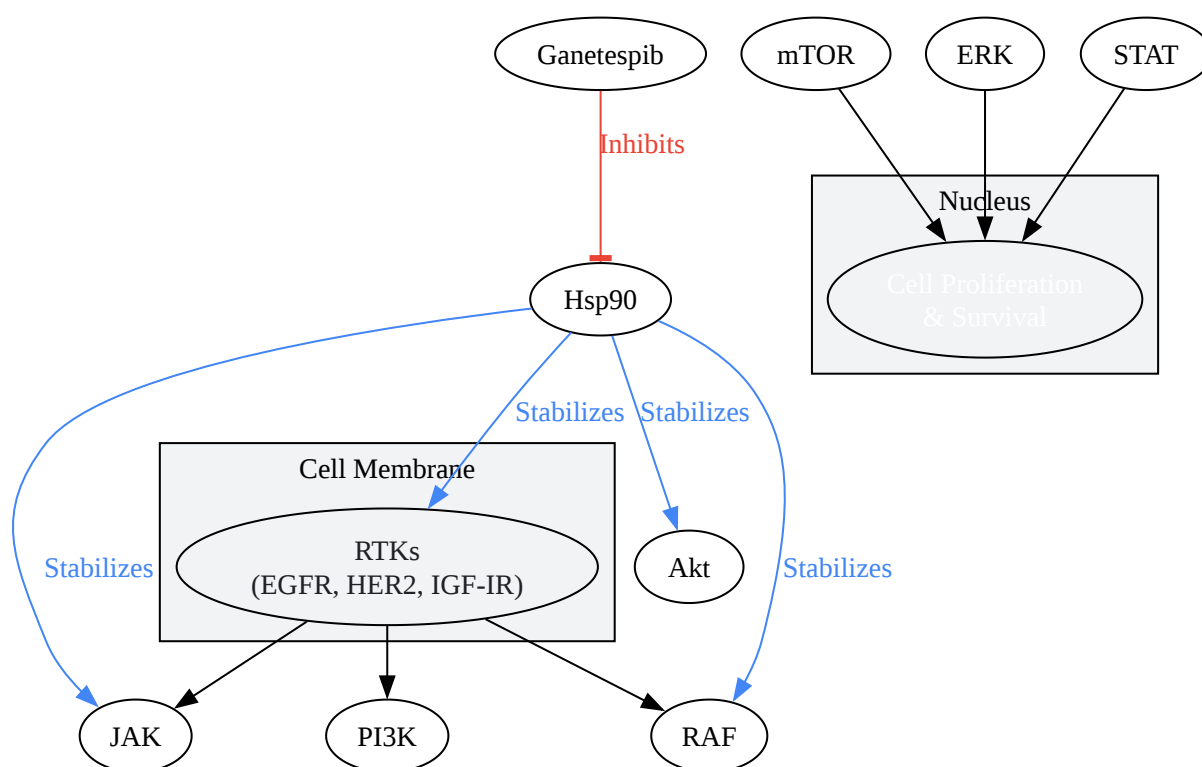 Ganetespib
mTOR
ERK
STAT
Inhibits
Nucleus
Cell Proliferation
& Survival
Hsp90
Stabilizes
Stabilizes
Cell Membrane
RTKs
(EGFR, HER2, IGF-IR)
Akt
Stabilizes
Stabilizes
JAK
PI3K
RAF